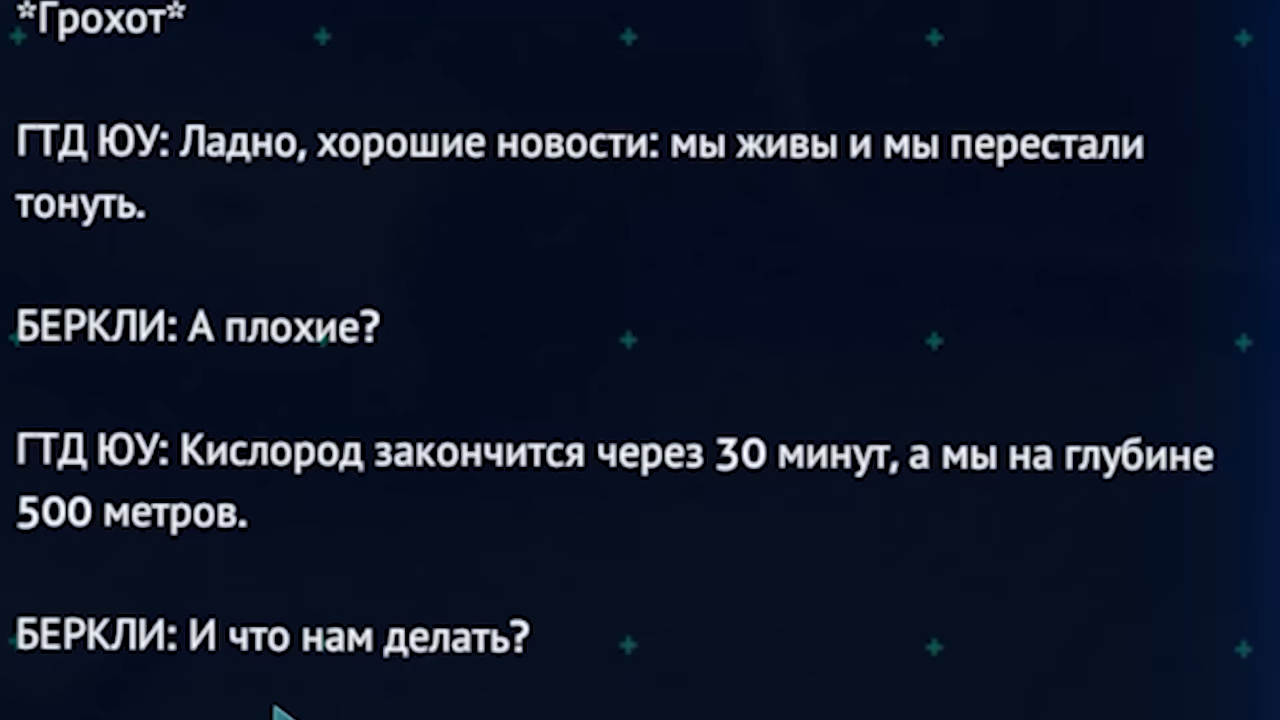 *Грохот*
ГТД ЮУ: Ладно, хорошие новости: мы живы и мы перестали
тонуть.
БЕРКЛИ: А плохие?
ГТД ЮУ: Кислород закончится через 30 минут, а мы на глубине
500 метров.
БЕРКЛИ: И что нам делать?